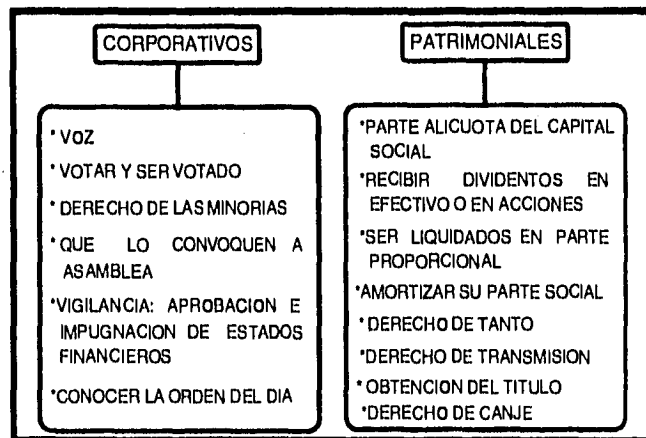 CORPORATIVOS
* VOZ
* VOTAR Y SER VOTADO
* DERECHO DE LAS MINORIAS
* QUE LO CONVOQUEN A
ASAMBLEA
*VIGILANCIA: APROBACION E
IMPUGNACION DE ESTADOS
FINANCIEROS
*CONOCER LA ORDEN DEL DIA
PATRIMONIALES
*PARTE ALICUOTA DEL CAPITAL
SOCIAL
*RECIBIR DIVIDENTOS EN
EFECTIVO O EN ACCIONES
*SER LIQUIDADOS EN PARTE
PROPORCIONAL
*AMORTIZAR SU PARTE SOCIAL
* DERECHO DE TANTO
*DERECHO DE TRANSMISION
* OBTENCION DEL TITULO
*DERECHO DE CANJE